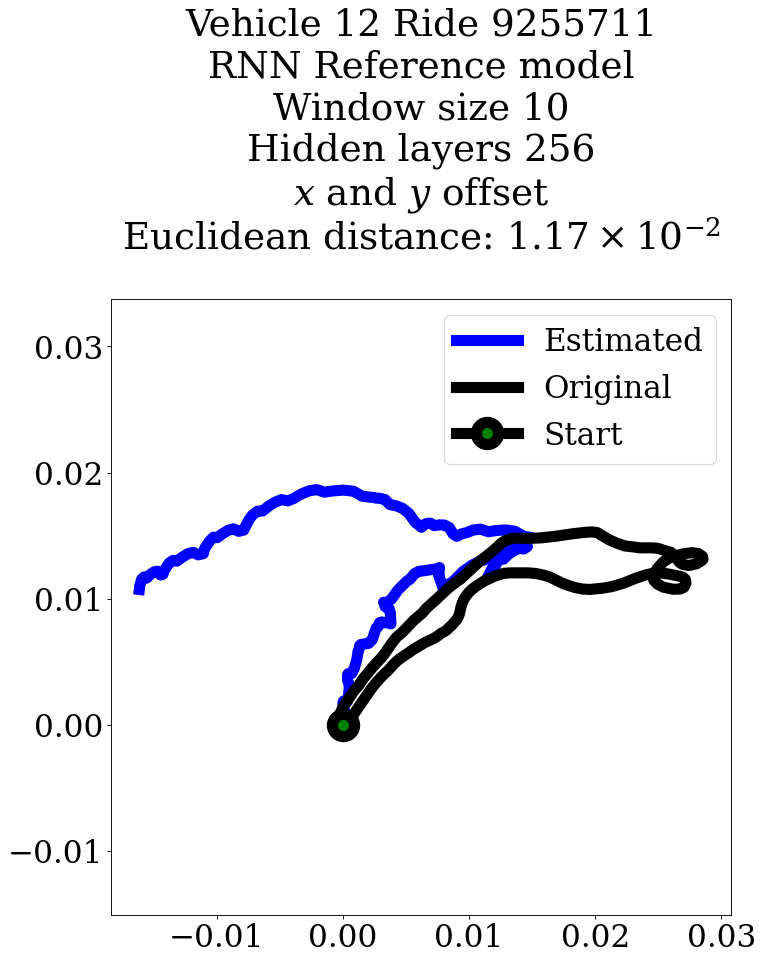 Vehicle 12 Ride 9255711
RNN Reference model
Window size 10
Hidden layers 256
x and y offset
Euclidean distance: 1.17 × 10⁻²
Estimated
Original
Start
0.03
0.02
0.01
0.00
−0.01
−0.01 0.00 0.01 0.02 0.03